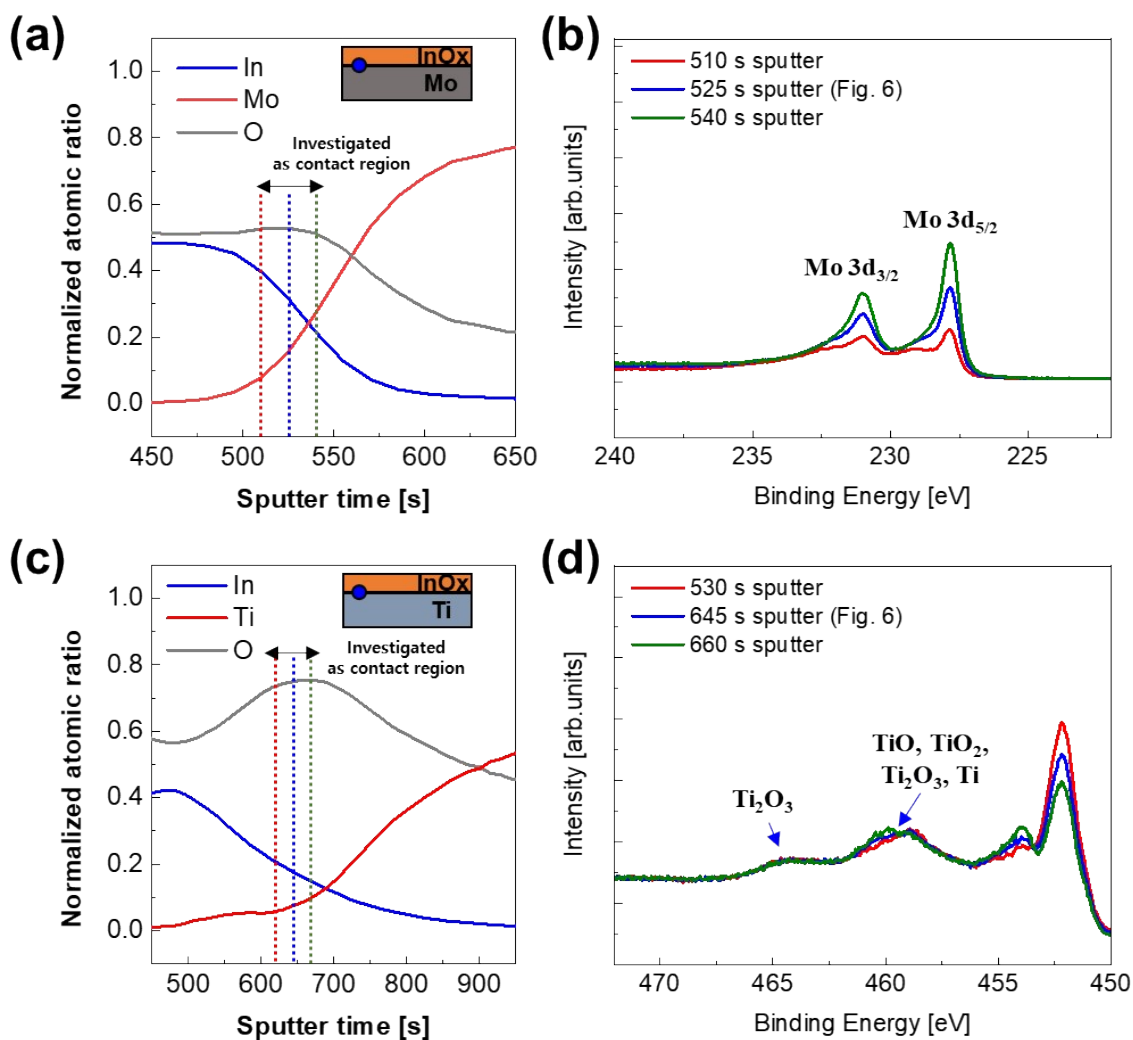 (a)
InOx
Mo
In
Mo
O
Investigated
as contact region
1.0
0.8
0.6
0.4
0.2
0.0
450
500
550
600
650
Normalized atomic ratio
Sputter time [s]
(b)
510 s sputter
525 s sputter (Fig. 6)
540 s sputter
Mo 3d5/2
Mo 3d3/2
Intensity [arb.units]
240
235
230
225
Binding Energy [eV]
(c)
InOx
Ti
In
Ti
O
Investigated
as contact region
1.0
0.8
0.6
0.4
0.2
0.0
500
600
700
800
900
Normalized atomic ratio
Sputter time [s]
(d)
530 s sputter
645 s sputter (Fig. 6)
660 s sputter
TiO, TiO2,
Ti2O3, Ti
Ti2O3
Intensity [arb.units]
470
465
460
455
450
Binding Energy [eV]